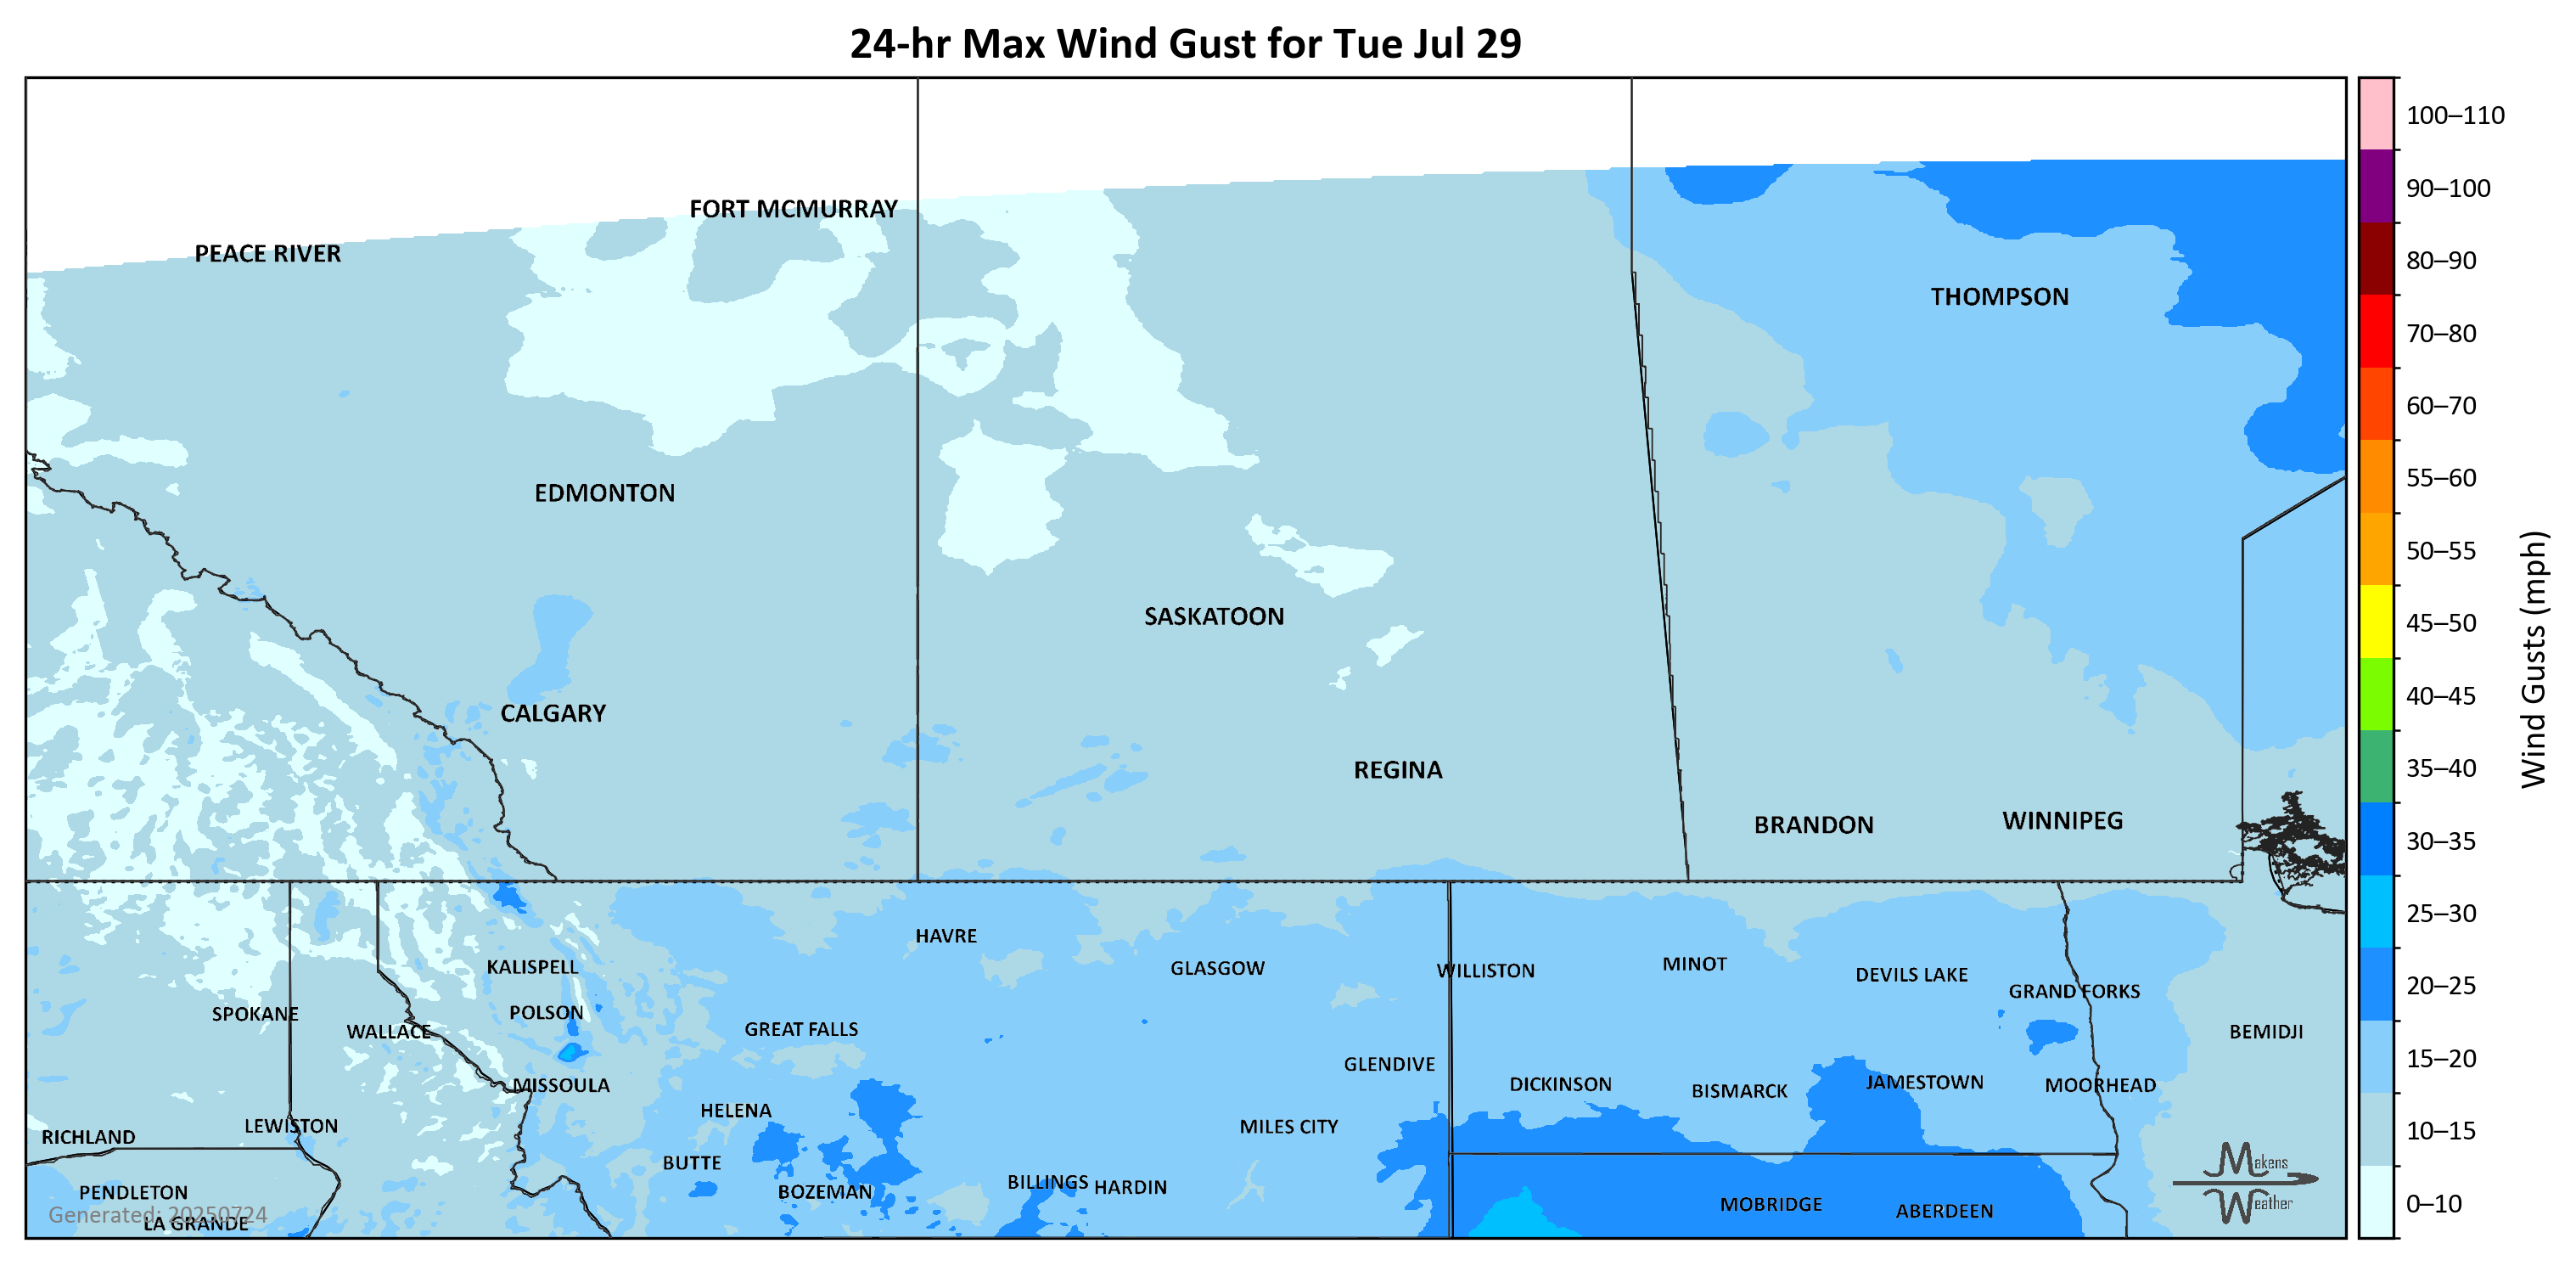 24-hr Max Wind Gust for Tue Jul 29
100–110
90–100
80–90
70–80
60–70
55–60
50–55
45–50
40–45
35–40
30–35
25–30
20–25
15–20
10–15
0–10
Wind Gusts (mph)
FORT MCMURRAY
PEACE RIVER
THOMPSON
EDMONTON
SASKATOON
CALGARY
REGINA
BRANDON
WINNIPEG
HAVRE
KALISPELL
GLASGOW
WILLISTON
MINOT
DEVILS LAKE
GRAND FORKS
SPOKANE
POLSON
WALLACE
GREAT FALLS
BEMIDJI
GLENDIVE
MISSOULA
DICKINSON
BISMARCK
JAMESTOWN
MOORHEAD
HELENA
LEWISTON
MILES CITY
RICHLAND
BUTTE
BILLINGS
HARDIN
PENDLETON
BOZEMAN
MOBRIDGE
ABERDEEN
Generated: 20250724
LA GRANDE
Makens
Weather